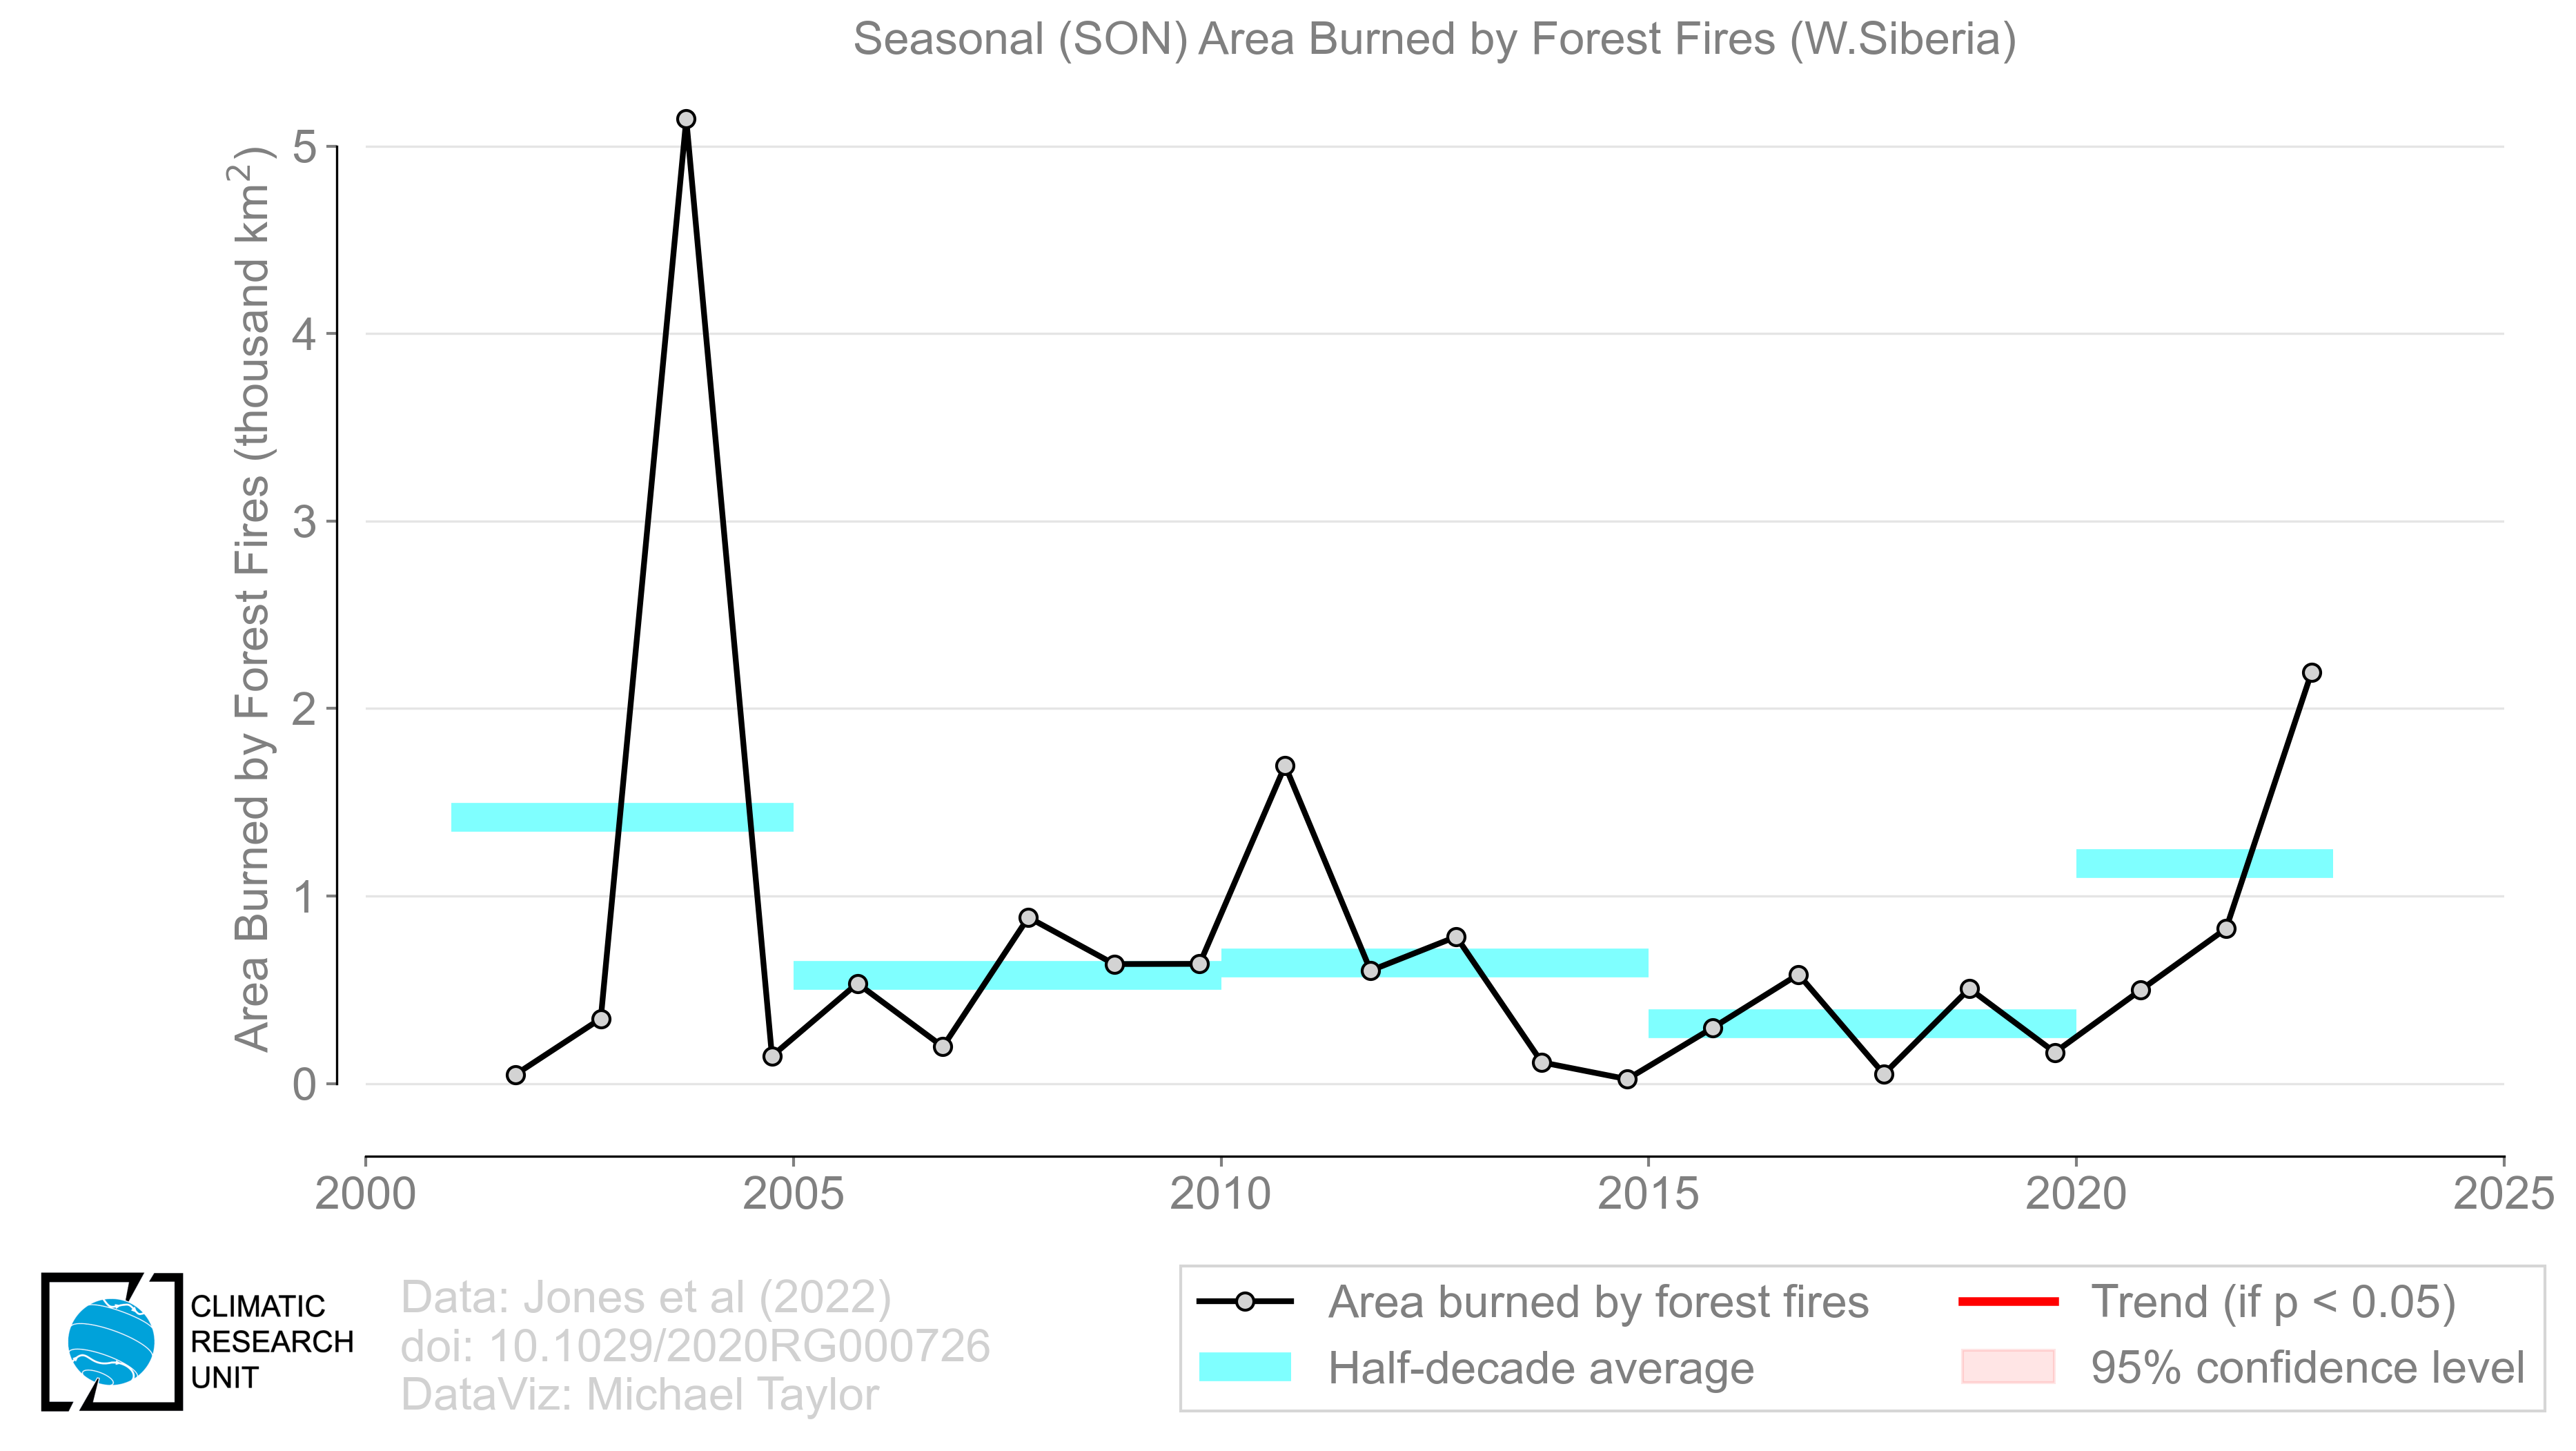 Seasonal (SON) Area Burned by Forest Fires (W.Siberia)
Area Burned by Forest Fires (thousand km²)
5
4
3
2
1
0
2000 2005 2010 2015 2020 2025
CLIMATIC
RESEARCH
UNIT
Data: Jones et al (2022)
doi: 10.1029/2020RG000726
DataViz: Michael Taylor
Area burned by forest fires
Half-decade average
Trend (if p < 0.05)
95% confidence level